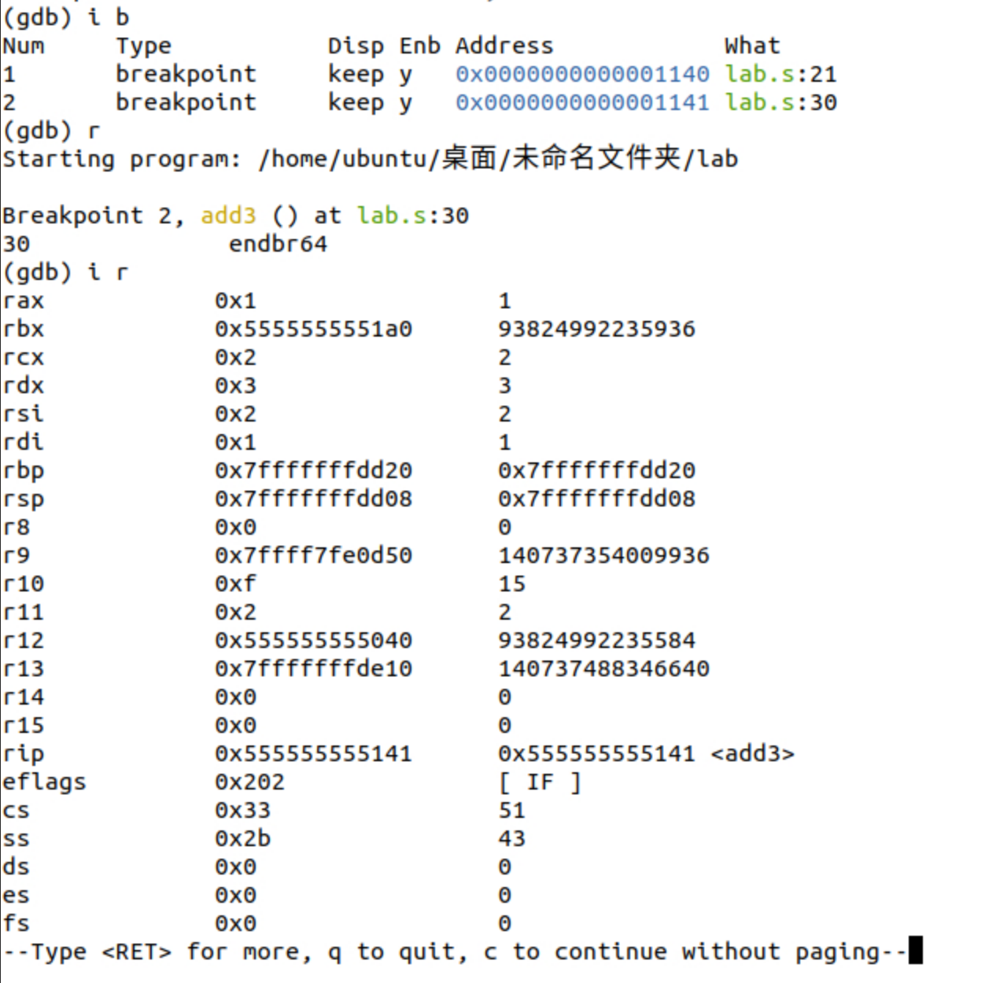 (gdb) i b
Num     Type           Disp Enb Address            What
1       breakpoint     keep y   0x0000000000001140 lab.s:21
2       breakpoint     keep y   0x0000000000001141 lab.s:30
(gdb) r
Starting program: /home/ubuntu/桌面/未命名文件夹/lab
Breakpoint 2, add3 () at lab.s:30
30              endbr64
(gdb) i r
rax            0x1                 1
rbx            0x5555555551a0      93824992235936
rcx            0x2                 2
rdx            0x3                 3
rsi            0x2                 2
rdi            0x1                 1
rbp            0x7fffffffdd20      0x7fffffffdd20
rsp            0x7fffffffdd08      0x7fffffffdd08
r8             0x0                 0
r9             0x7ffff7fe0d50      140737354009936
r10            0xf                 15
r11            0x2                 2
r12            0x555555555040      93824992235584
r13            0x7fffffffde10      140737488346640
r14            0x0                 0
r15            0x0                 0
rip            0x555555555141      0x555555555141 <add3>
eflags         0x202               [ IF ]
cs             0x33                51
ss             0x2b                43
ds             0x0                 0
es             0x0                 0
fs             0x0                 0
--Type <RET> for more, q to quit, c to continue without paging--